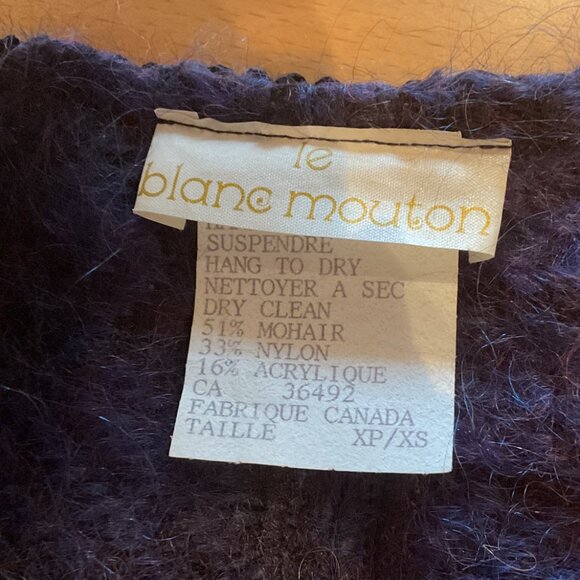 le
blanc mouton
SUSPENDRE
HANG TO DRY
NETTOYER A SEC
DRY CLEAN
51% MOHAIR
33% NYLON
16% ACRYLIQUE
CA 36492
FABRIQUE CANADA
TAILLE XP/XS